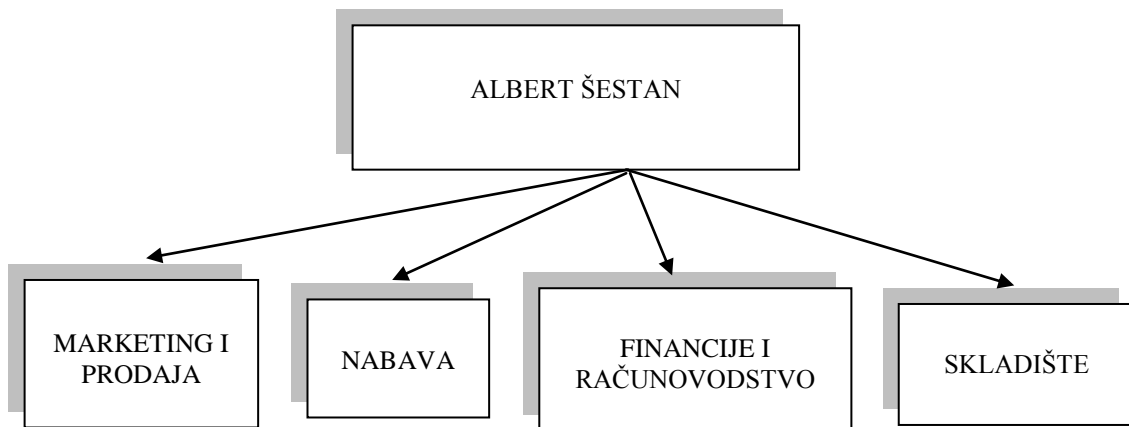 ALBERT ŠESTAN
MARKETING I
PRODAJA
NABAVA
FINANCIJE I
RAČUNOVODSTVO
SKLADIŠTE